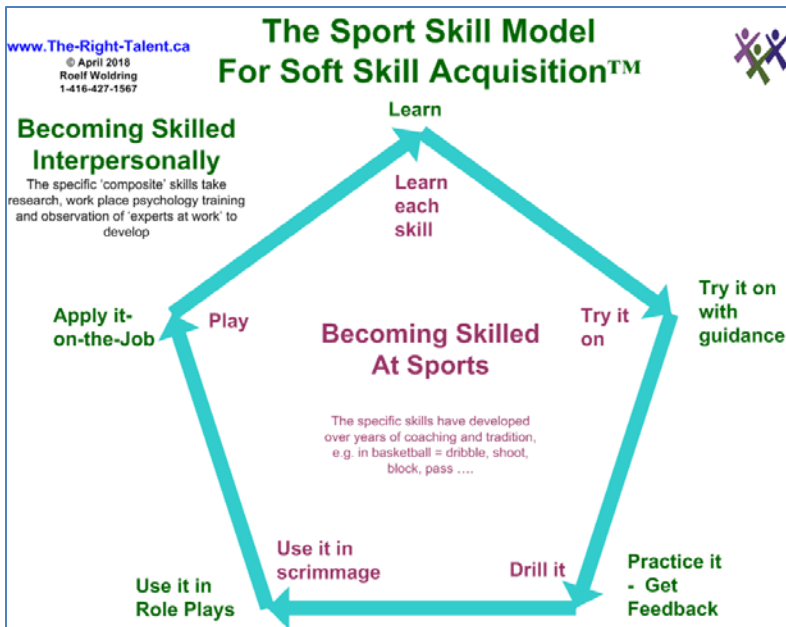 The Sport Skill Model
For Soft Skill Acquisition™
www.The-Right-Talent.ca
© April 2018
Roelf Woldring
1-416-427-1567
Becoming Skilled
Interpersonally
The specific 'composite' skills take
research, work place psychology training
and observation of 'experts at work' to
develop
Learn
Learn
each
skill
Try it on
with
guidance
Try it
on
Apply it-
on-the-Job
Play
Becoming Skilled
At Sports
The specific skills have developed
over years of coaching and tradition,
e.g. in basketball = dribble, shoot,
block, pass ....
Use it in
scrimmage
Drill it
Practice it
- Get
Feedback
Use it in
Role Plays